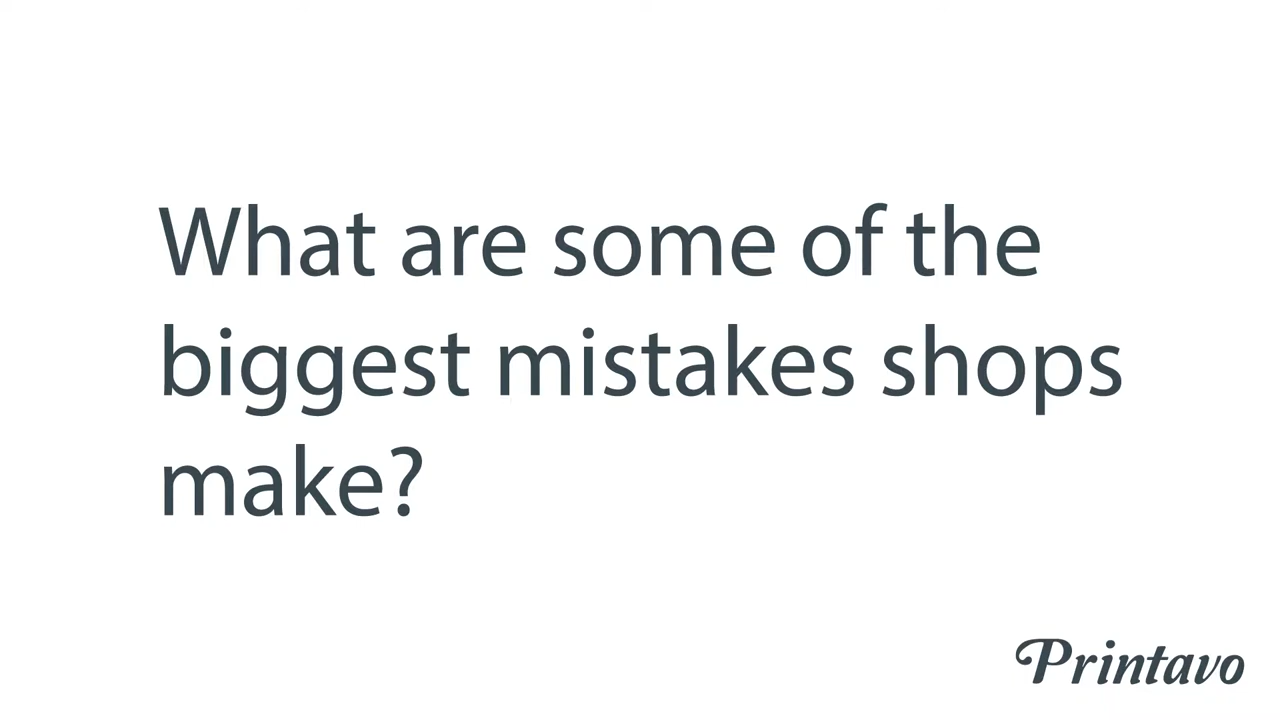 What are some of the
biggest mistakes shops
make?
Printavo